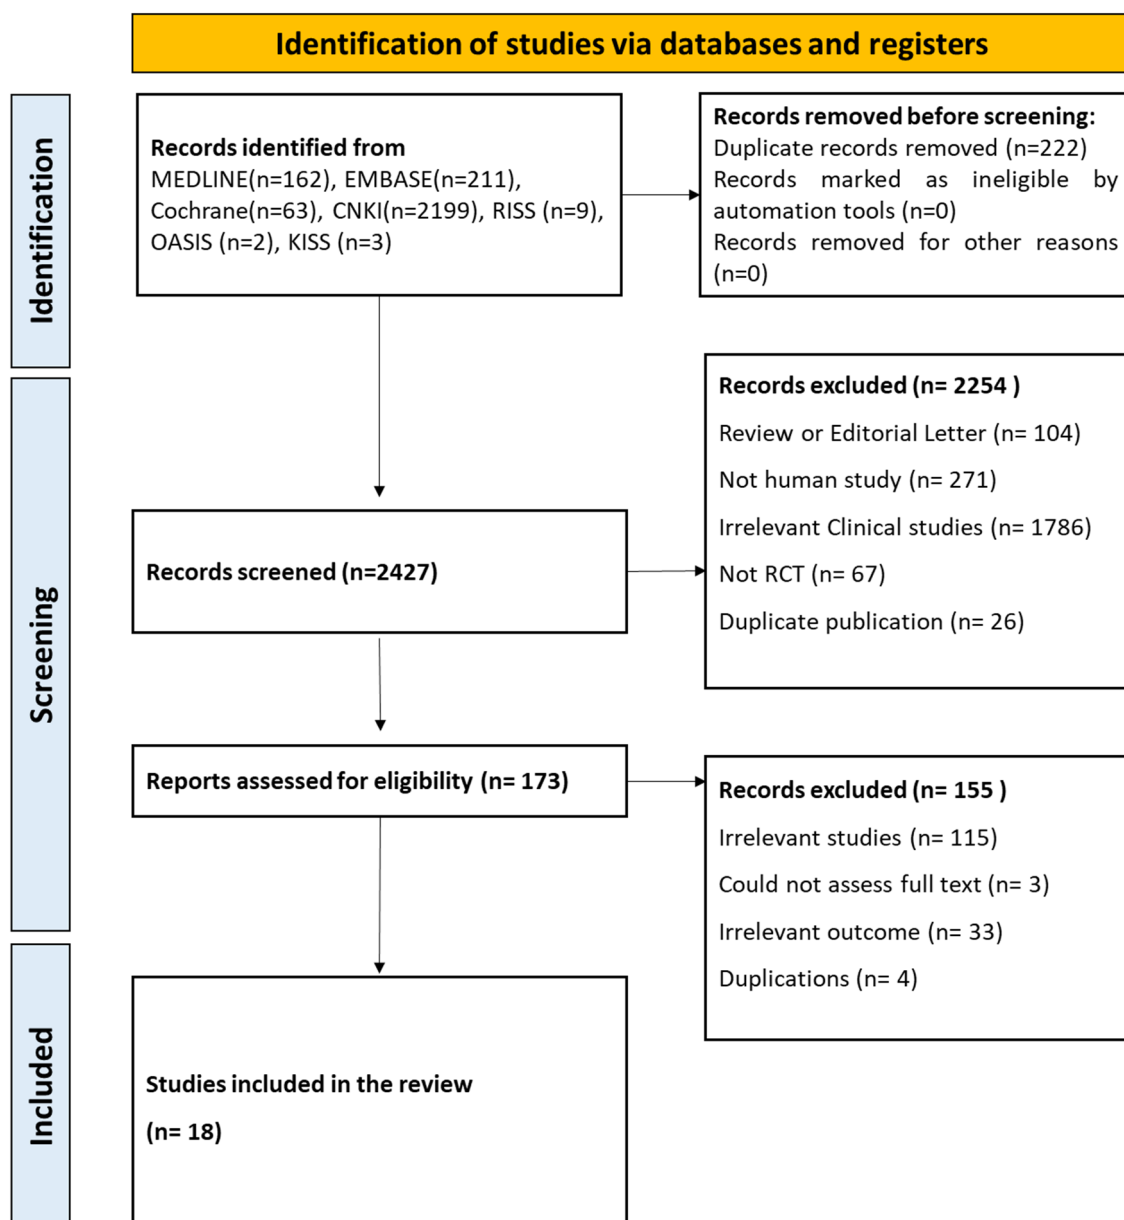 Identification of studies via databases and registers
Identification
Records identified from
MEDLINE(n=162), EMBASE(n=211),
Cochrane(n=63), CNKI(n=2199), RISS (n=9),
OASIS (n=2), KISS (n=3)
Records removed before screening:
Duplicate records removed (n=222)
Records marked as ineligible by
automation tools (n=0)
Records removed for other reasons
(n=0)
Screening
Records screened (n=2427)
Records excluded (n= 2254 )
Review or Editorial Letter (n= 104)
Not human study (n= 271)
Irrelevant Clinical studies (n= 1786)
Not RCT (n= 67)
Duplicate publication (n= 26)
Reports assessed for eligibility (n= 173)
Records excluded (n= 155 )
Irrelevant studies (n= 115)
Could not assess full text (n= 3)
Irrelevant outcome (n= 33)
Duplications (n= 4)
Included
Studies included in the review
(n= 18)